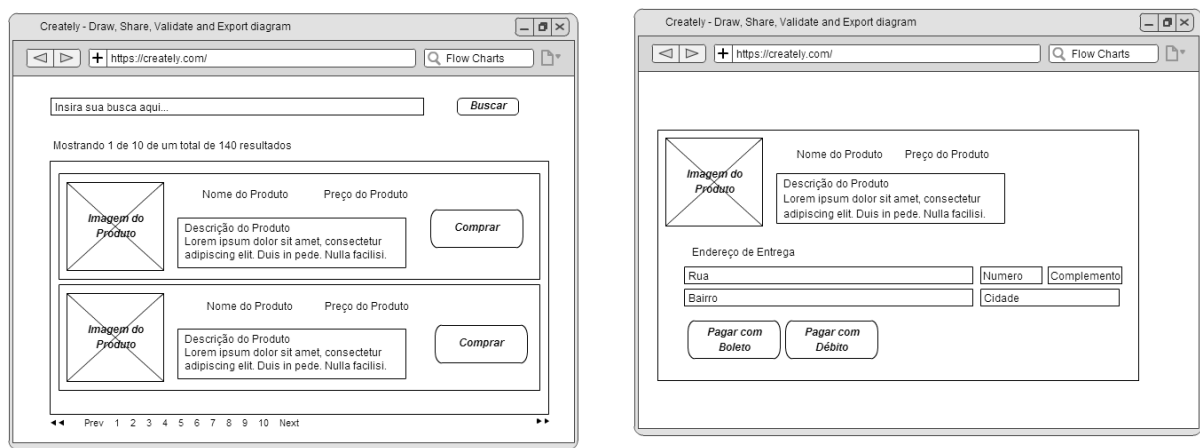 Creately - Draw, Share, Validate and Export diagram
https://creately.com/
Flow Charts
Insira sua busca aqui...
Buscar
Mostrando 1 de 10 de um total de 140 resultados
Imagem do
Produto
Nome do Produto Preço do Produto
Descrição do Produto
Lorem ipsum dolor sit amet, consectetur
adipiscing elit. Duis in pede. Nulla facilisi.
Comprar
Imagem do
Produto
Nome do Produto Preço do Produto
Descrição do Produto
Lorem ipsum dolor sit amet, consectetur
adipiscing elit. Duis in pede. Nulla facilisi.
Comprar
Prev 1 2 3 4 5 6 7 8 9 10 Next
Creately - Draw, Share, Validate and Export diagram
https://creately.com/
Flow Charts
Imagem do
Produto
Nome do Produto Preço do Produto
Descrição do Produto
Lorem ipsum dolor sit amet, consectetur
adipiscing elit. Duis in pede. Nulla facilisi.
Endereço de Entrega
Rua Numero Complemento
Bairro Cidade
Pagar com
Boleto
Pagar com
Débito